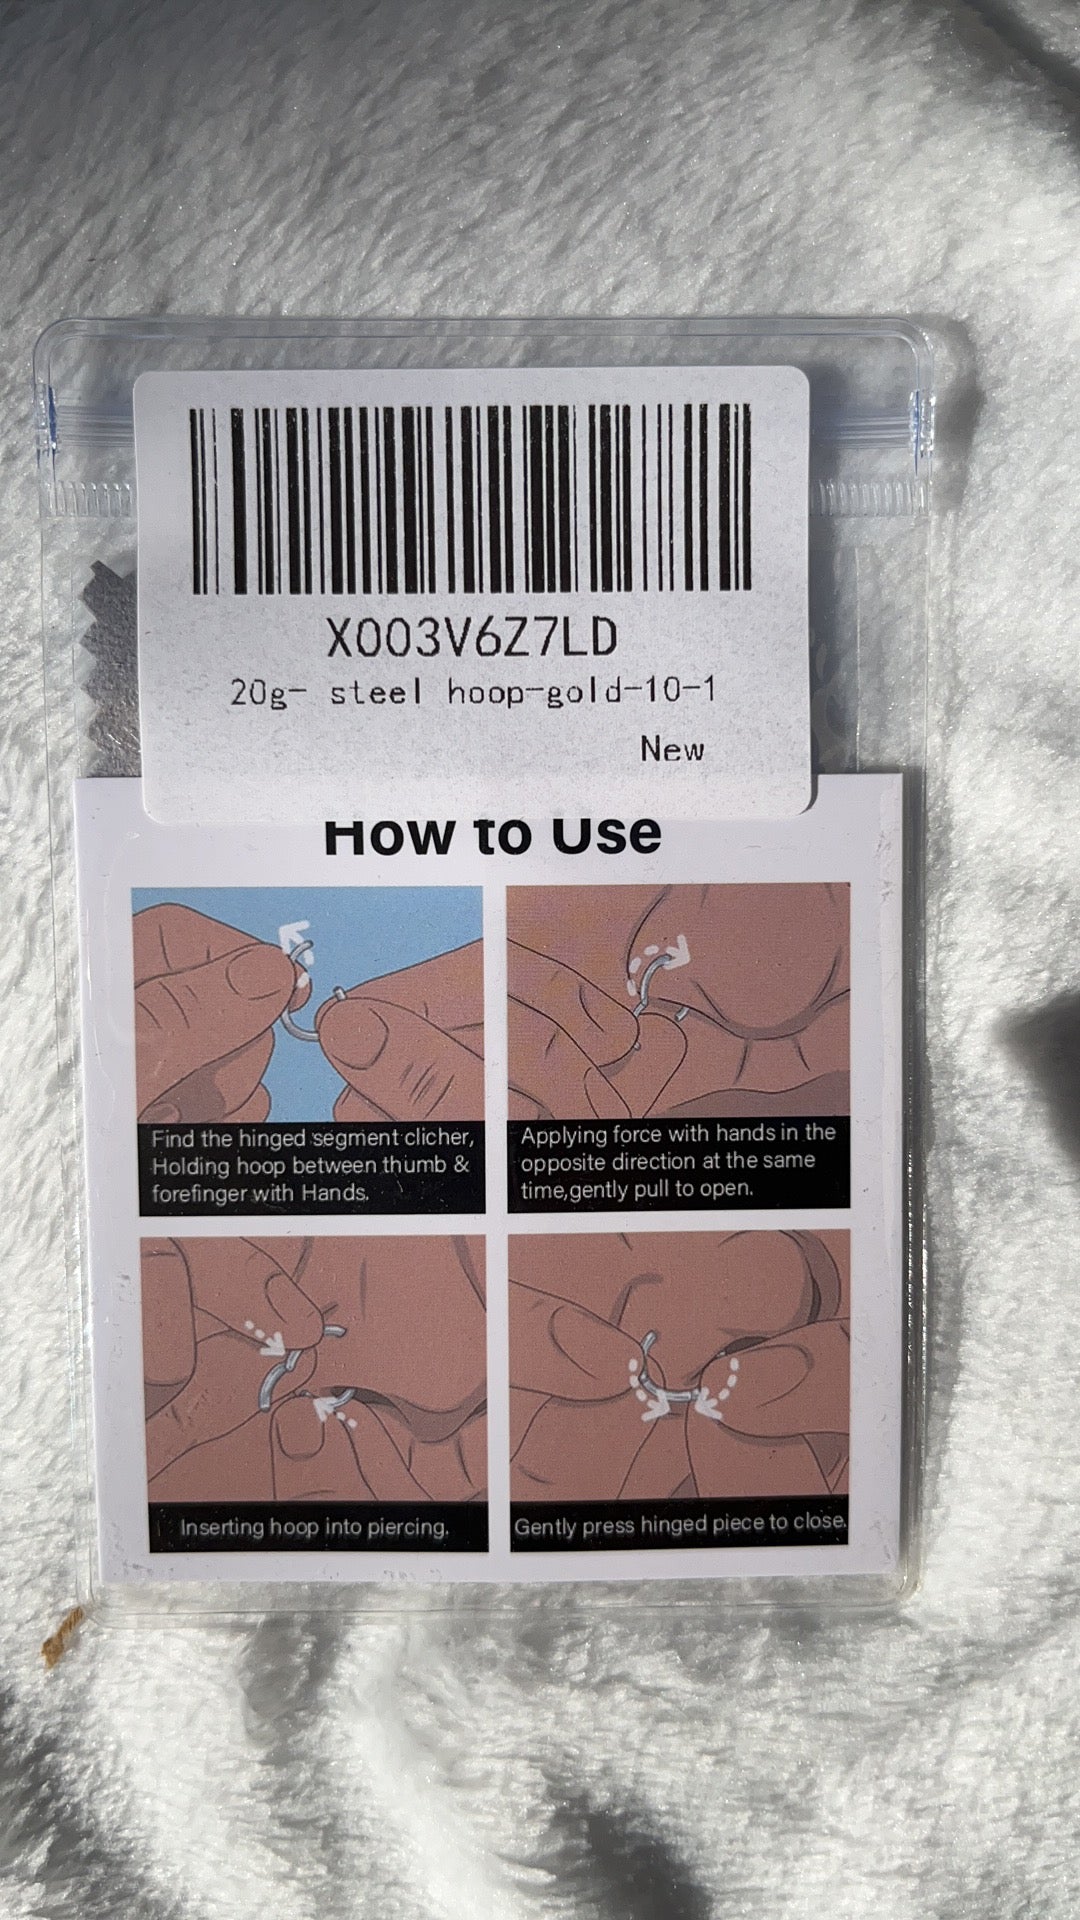 X003V6Z7LD
20g- steel hoop-gold-10-1
New
How to Use
Find the hinged segment clicher,
Holding hoop between thumb &
forefinger with Hands.
Applying force with hands in the
opposite direction at the same
time,gently pull to open.
Inserting hoop into piercing.
Gently press hinged piece to close.